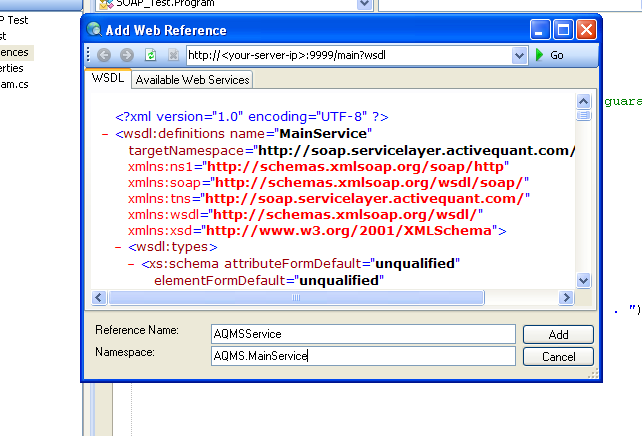 SOAP_Test.Program
P Test
st
ences
erties
am.cs
Add Web Reference
http://<your-server-ip>:9999/main?wsdl
Go
WSDL
Available Web Services
guara
<?xml version="1.0" encoding="UTF-8" ?>
- <wsdl:definitions name="MainService"
targetNamespace="http://soap.servicelayer.activequant.com/
xmlns:ns1="http://schemas.xmlsoap.org/soap/http"
xmlns:soap="http://schemas.xmlsoap.org/wsdl/soap/"
xmlns:tns="http://soap.servicelayer.activequant.com/"
xmlns:wsdl="http://schemas.xmlsoap.org/wsdl/"
xmlns:xsd="http://www.w3.org/2001/XMLSchema">
- <wsdl:types>
- <xs:schema attributeFormDefault="unqualified"
elementFormDefault="unqualified"
. ")
Reference Name:
AQMSService
Add
Namespace:
AQMS.MainService
Cancel